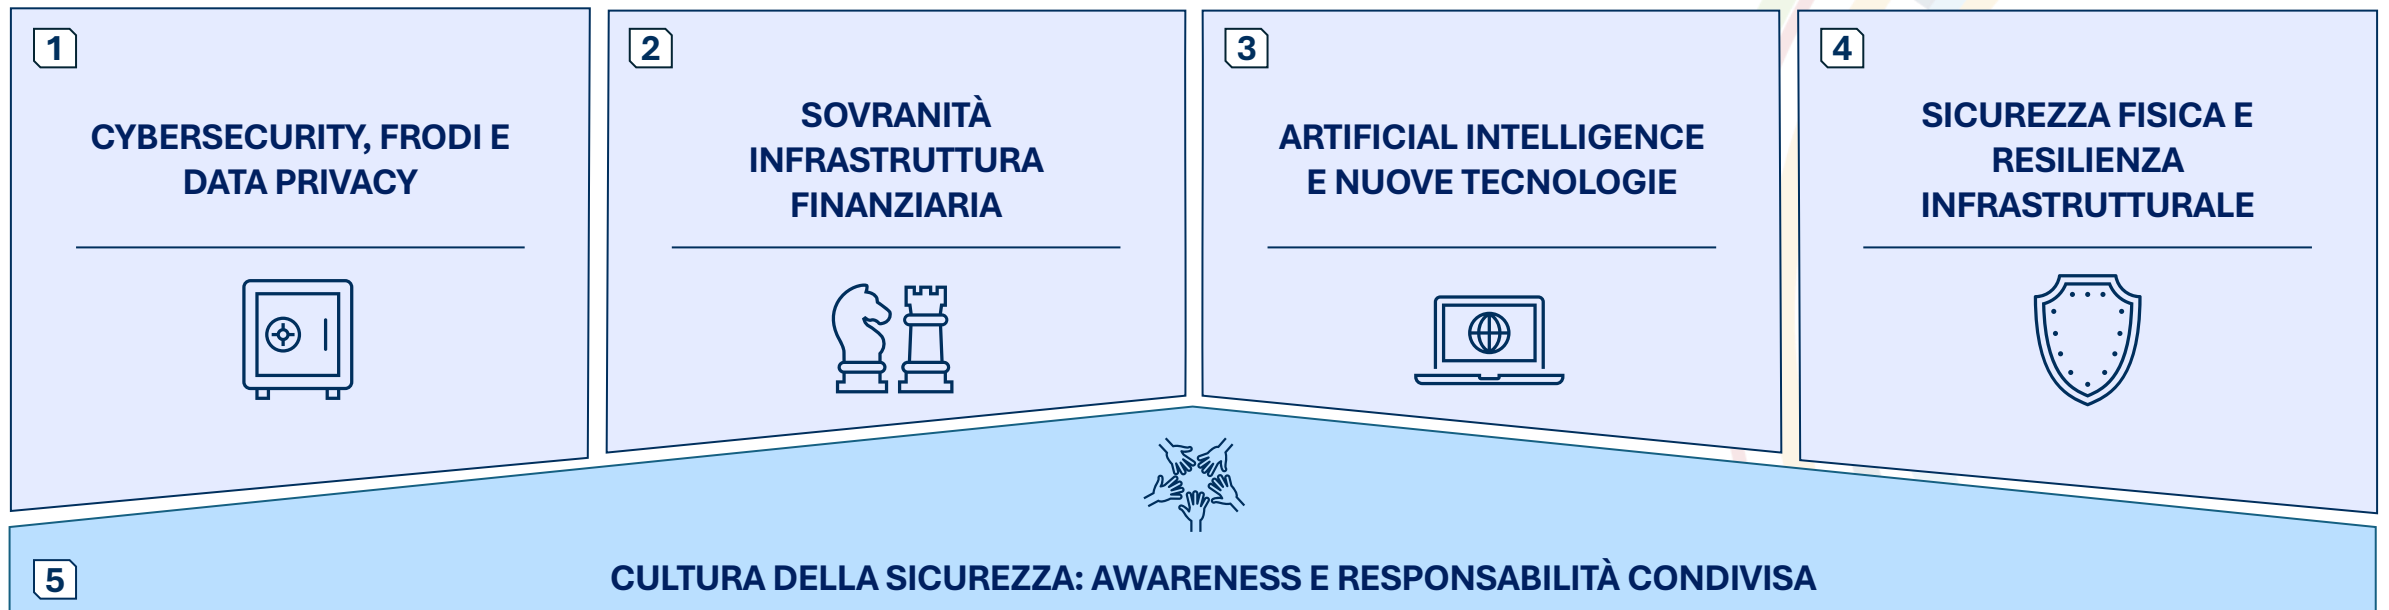 1
CYBERSECURITY, FRODI E
DATA PRIVACY
2
SOVRANITÀ
INFRASTRUTTURA
FINANZIARIA
3
ARTIFICIAL INTELLIGENCE
E NUOVE TECNOLOGIE
4
SICUREZZA FISICA E
RESILIENZA
INFRASTRUTTURALE
5
CULTURA DELLA SICUREZZA: AWARENESS E RESPONSABILITÀ CONDIVISA